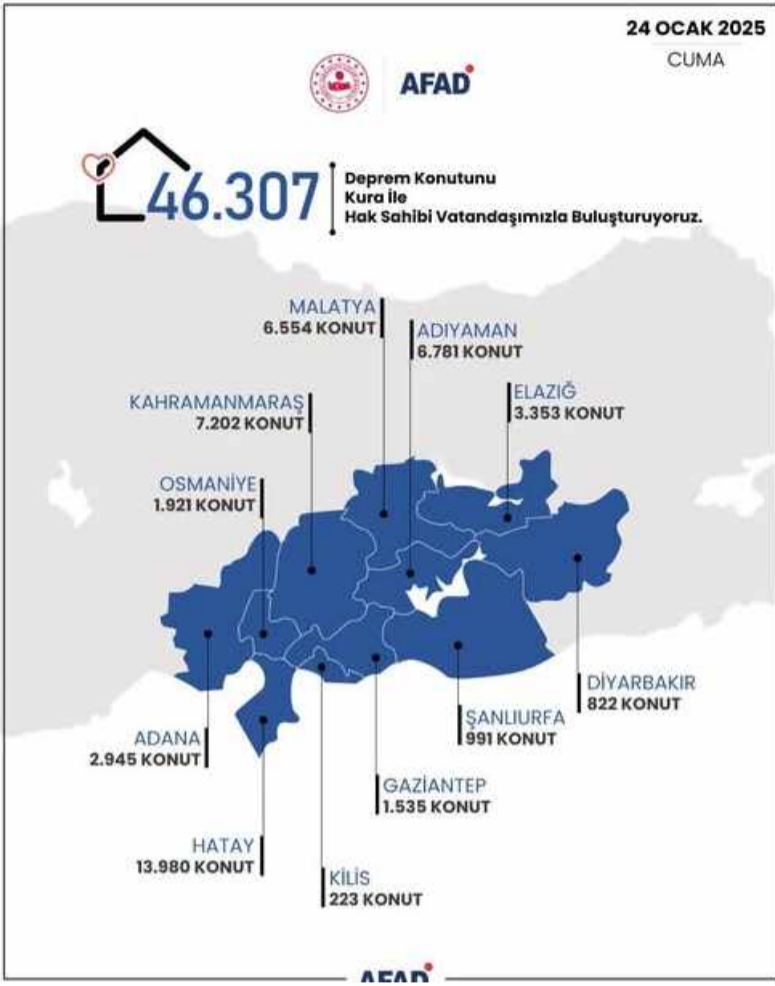 24 OCAK 2025
CUMA
AFAD
46.307
Deprem Konutunu
Kura İle
Hak Sahibi Vatandaşımızla Buluşturuyoruz.
MALATYA
6.554 KONUT
ADIYAMAN
6.781 KONUT
ELAZIĞ
3.353 KONUT
KAHRAMANMARAŞ
7.202 KONUT
OSMANİYE
1.921 KONUT
DİYARBAKIR
822 KONUT
ŞANLIURFA
991 KONUT
ADANA
2.945 KONUT
GAZİANTEP
1.535 KONUT
HATAY
13.980 KONUT
KİLİS
223 KONUT
AFAD